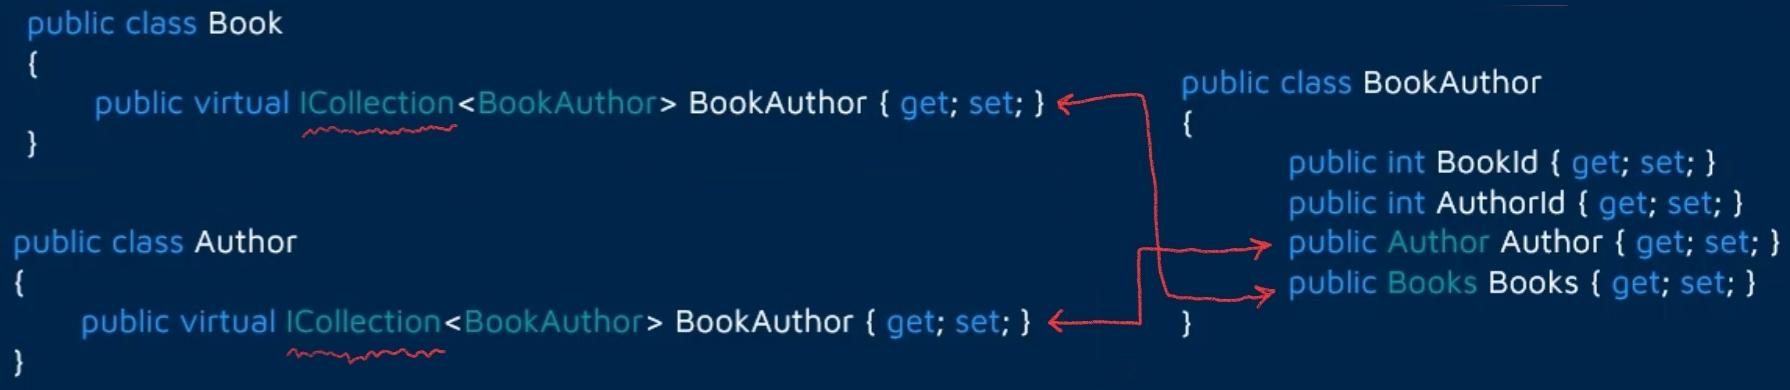 public class Book
{
public virtual ICollection<BookAuthor> BookAuthor { get; set; }
}
public class Author
{
public virtual ICollection<BookAuthor> BookAuthor { get; set; }
}
public class BookAuthor
{
public int BookId { get; set; }
public int AuthorId { get; set; }
public Author Author { get; set; }
public Books Books { get; set; }
}